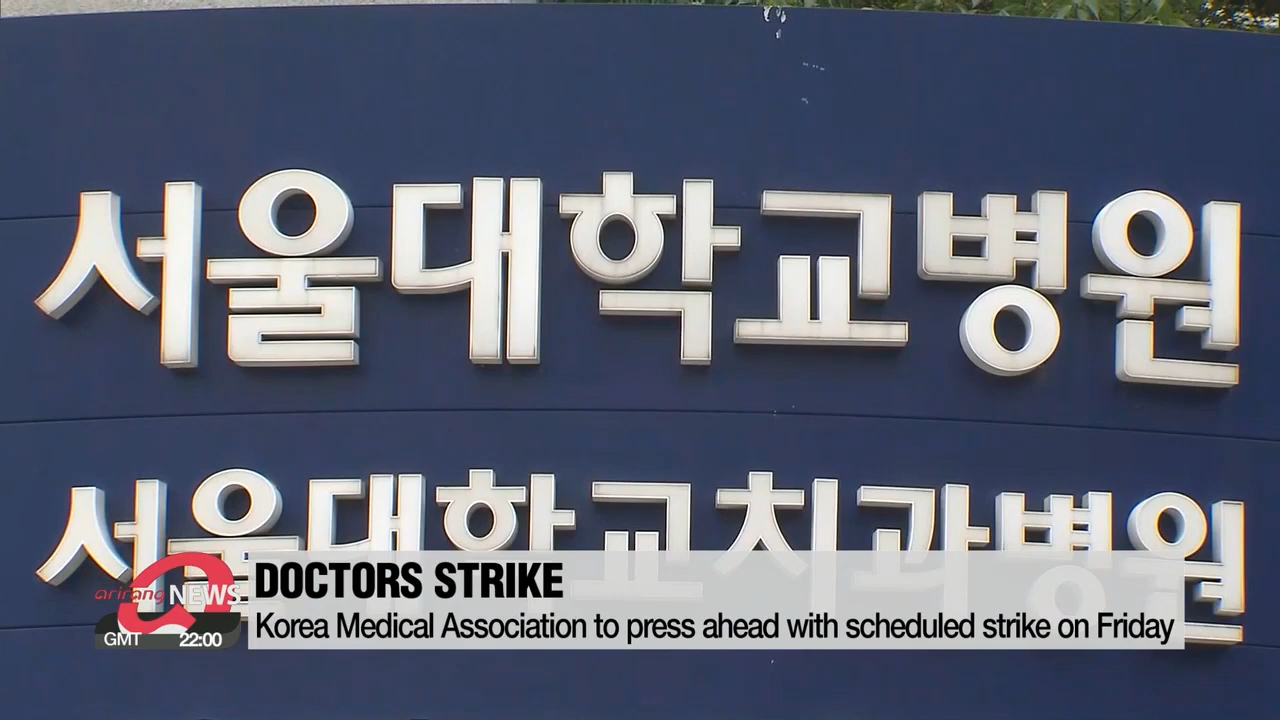 서울대학교병원
서울대학교치과병원
arirang NEWS
GMT 22:00
DOCTORS STRIKE
Korea Medical Association to press ahead with scheduled strike on Friday